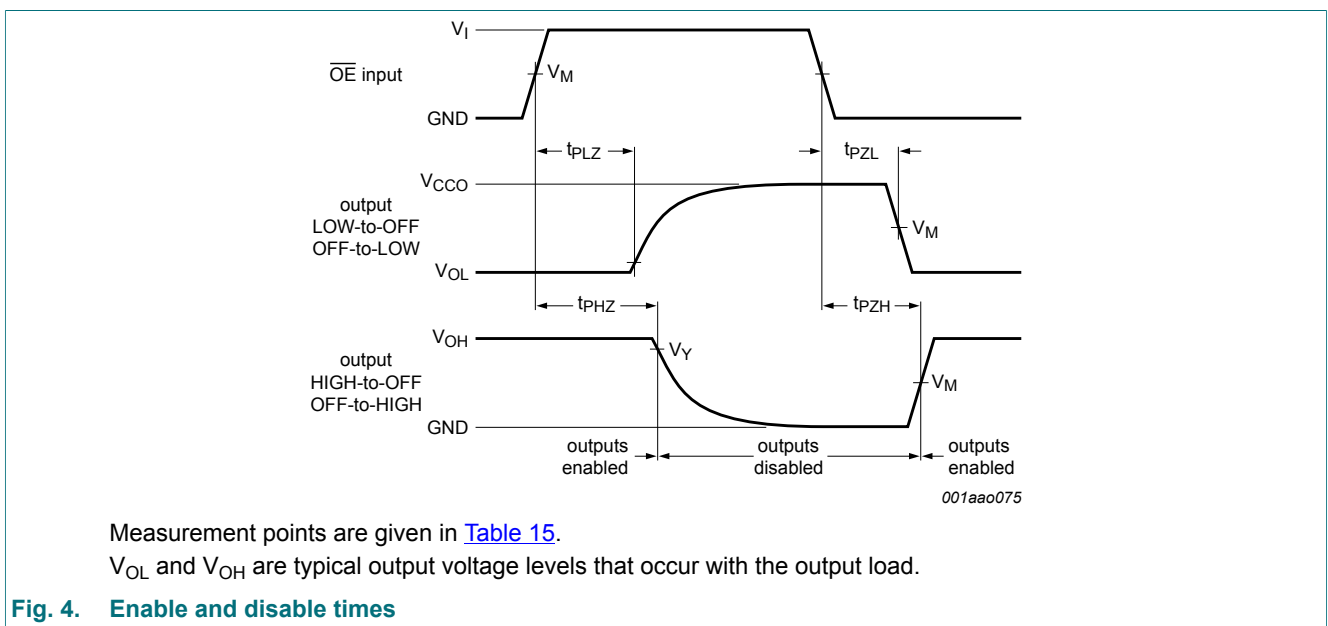 V_I
V_M
O̅E̅ input
GND
t_PLZ
t_PZL
V_CCO
output
LOW-to-OFF
OFF-to-LOW
V_M
V_OL
t_PHZ
t_PZH
V_OH
V_Y
output
HIGH-to-OFF
OFF-to-HIGH
V_M
GND
outputs
enabled
outputs
disabled
outputs
enabled
001aao075
Measurement points are given in Table 15.
V_OL and V_OH are typical output voltage levels that occur with the output load.
Fig. 4. Enable and disable times